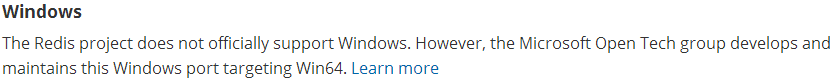 Windows
The Redis project does not officially support Windows. However, the Microsoft Open Tech group develops and
maintains this Windows port targeting Win64. Learn more